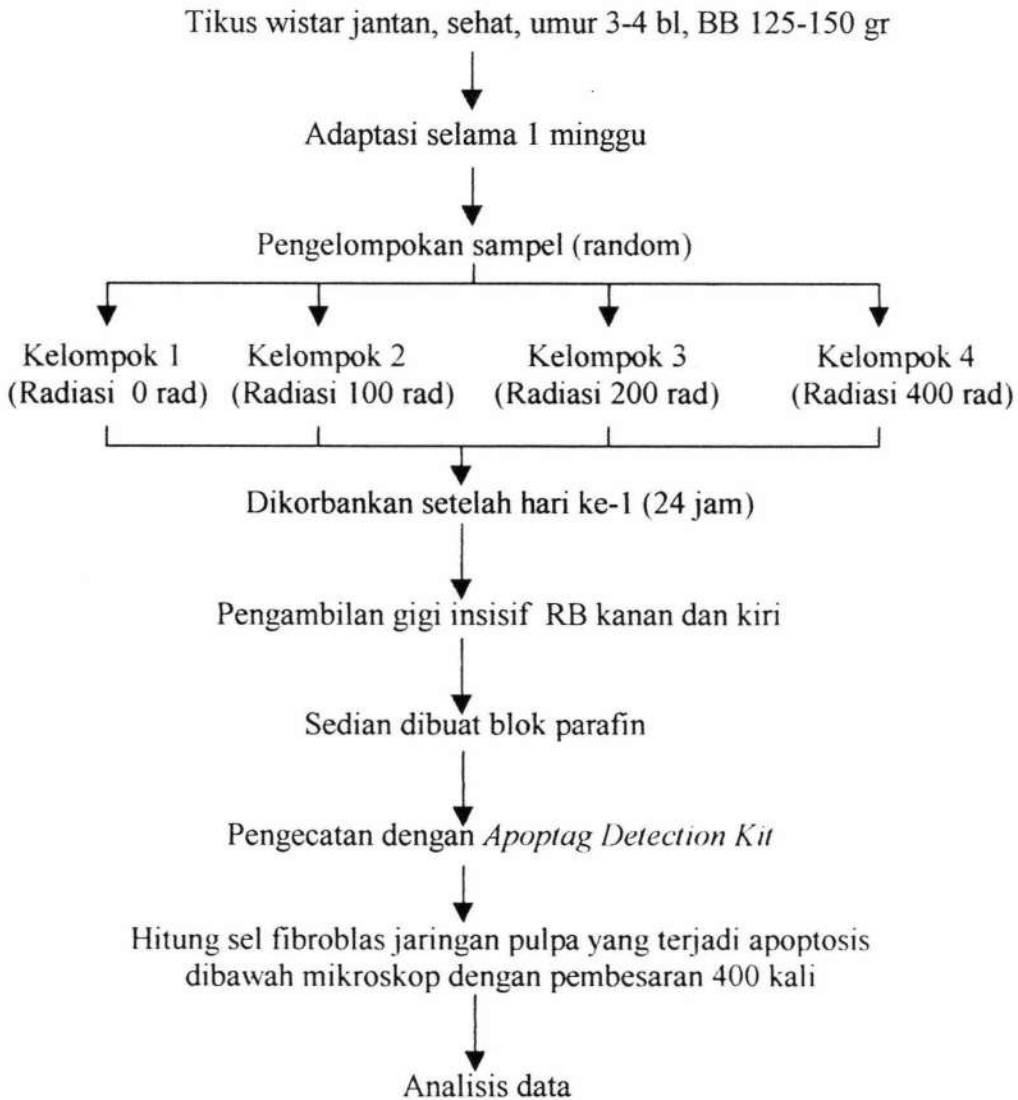 Tikus wistar jantan, sehat, umur 3-4 bl, BB 125-150 gr
Adaptasi selama 1 minggu
Pengelompokan sampel (random)
Kelompok 1
(Radiasi 0 rad)
Kelompok 2
(Radiasi 100 rad)
Kelompok 3
(Radiasi 200 rad)
Kelompok 4
(Radiasi 400 rad)
Dikorbankan setelah hari ke-1 (24 jam)
Pengambilan gigi insisif RB kanan dan kiri
Sedian dibuat blok parafin
Pengecatan dengan Apoptag Detection Kit
Hitung sel fibroblas jaringan pulpa yang terjadi apoptosis
dibawah mikroskop dengan pembesaran 400 kali
Analisis data